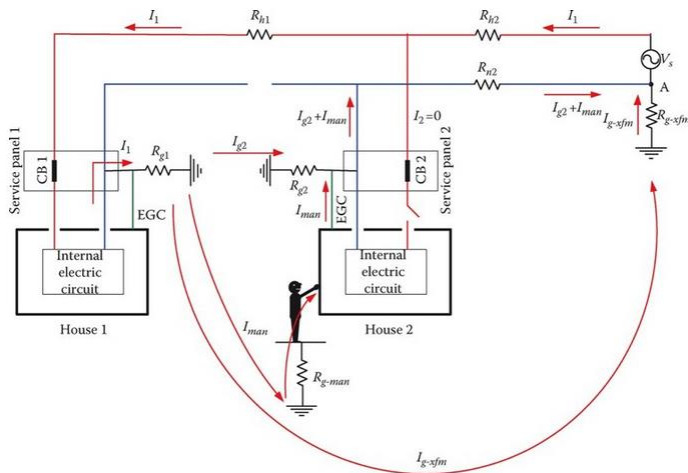 I1
Rh1
Rh2
I1
Vs
Rn2
A
Ig2+Iman
Ig-xfm
Rg-xfm
Ig2+Iman
I2=0
Service panel 1
CB 1
I1
Rg1
Ig2
Rg2
CB 2
Service panel 2
EGC
Iman
EGC
Internal
electric
circuit
Internal
electric
circuit
House 1
House 2
Iman
Rg-man
Ig-xfm